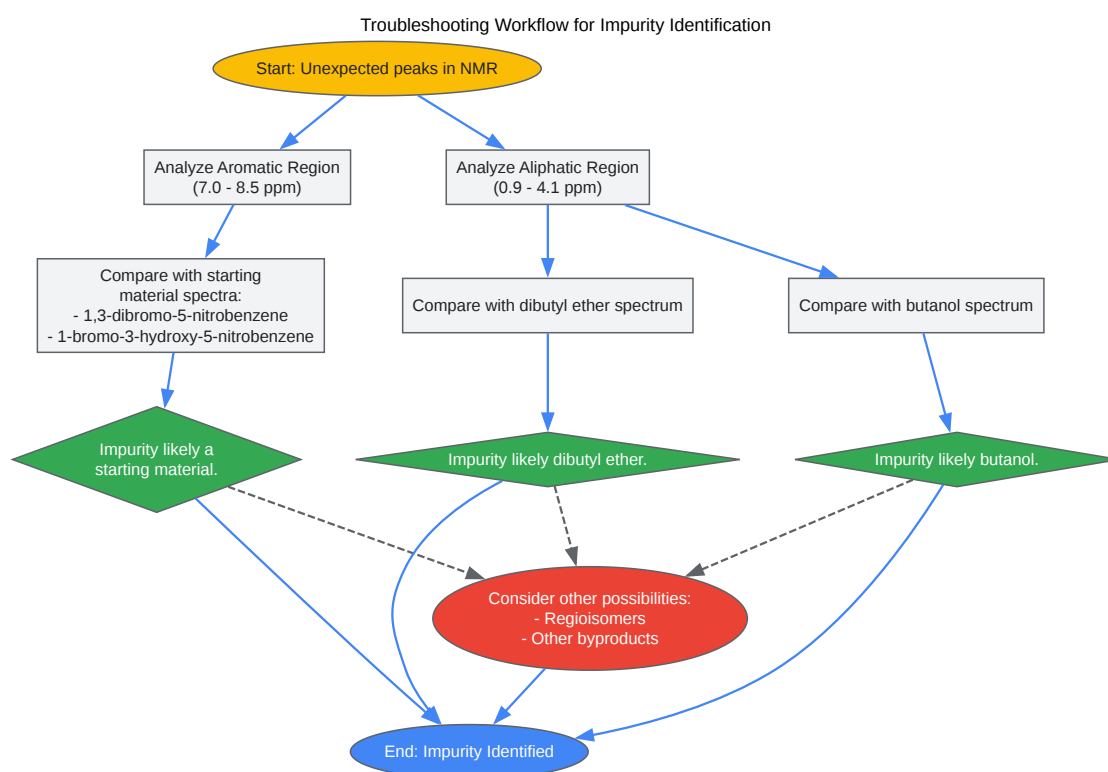 Troubleshooting Workflow for Impurity Identification
Start: Unexpected peaks in NMR
Analyze Aromatic Region
(7.0 - 8.5 ppm)
Analyze Aliphatic Region
(0.9 - 4.1 ppm)
Compare with starting
material spectra:
- 1,3-dibromo-5-nitrobenzene
- 1-bromo-3-hydroxy-5-nitrobenzene
Compare with dibutyl ether spectrum
Compare with butanol spectrum
Impurity likely a
starting material.
Impurity likely dibutyl ether.
Impurity likely butanol.
Consider other possibilities:
- Regioisomers
- Other byproducts
End: Impurity Identified